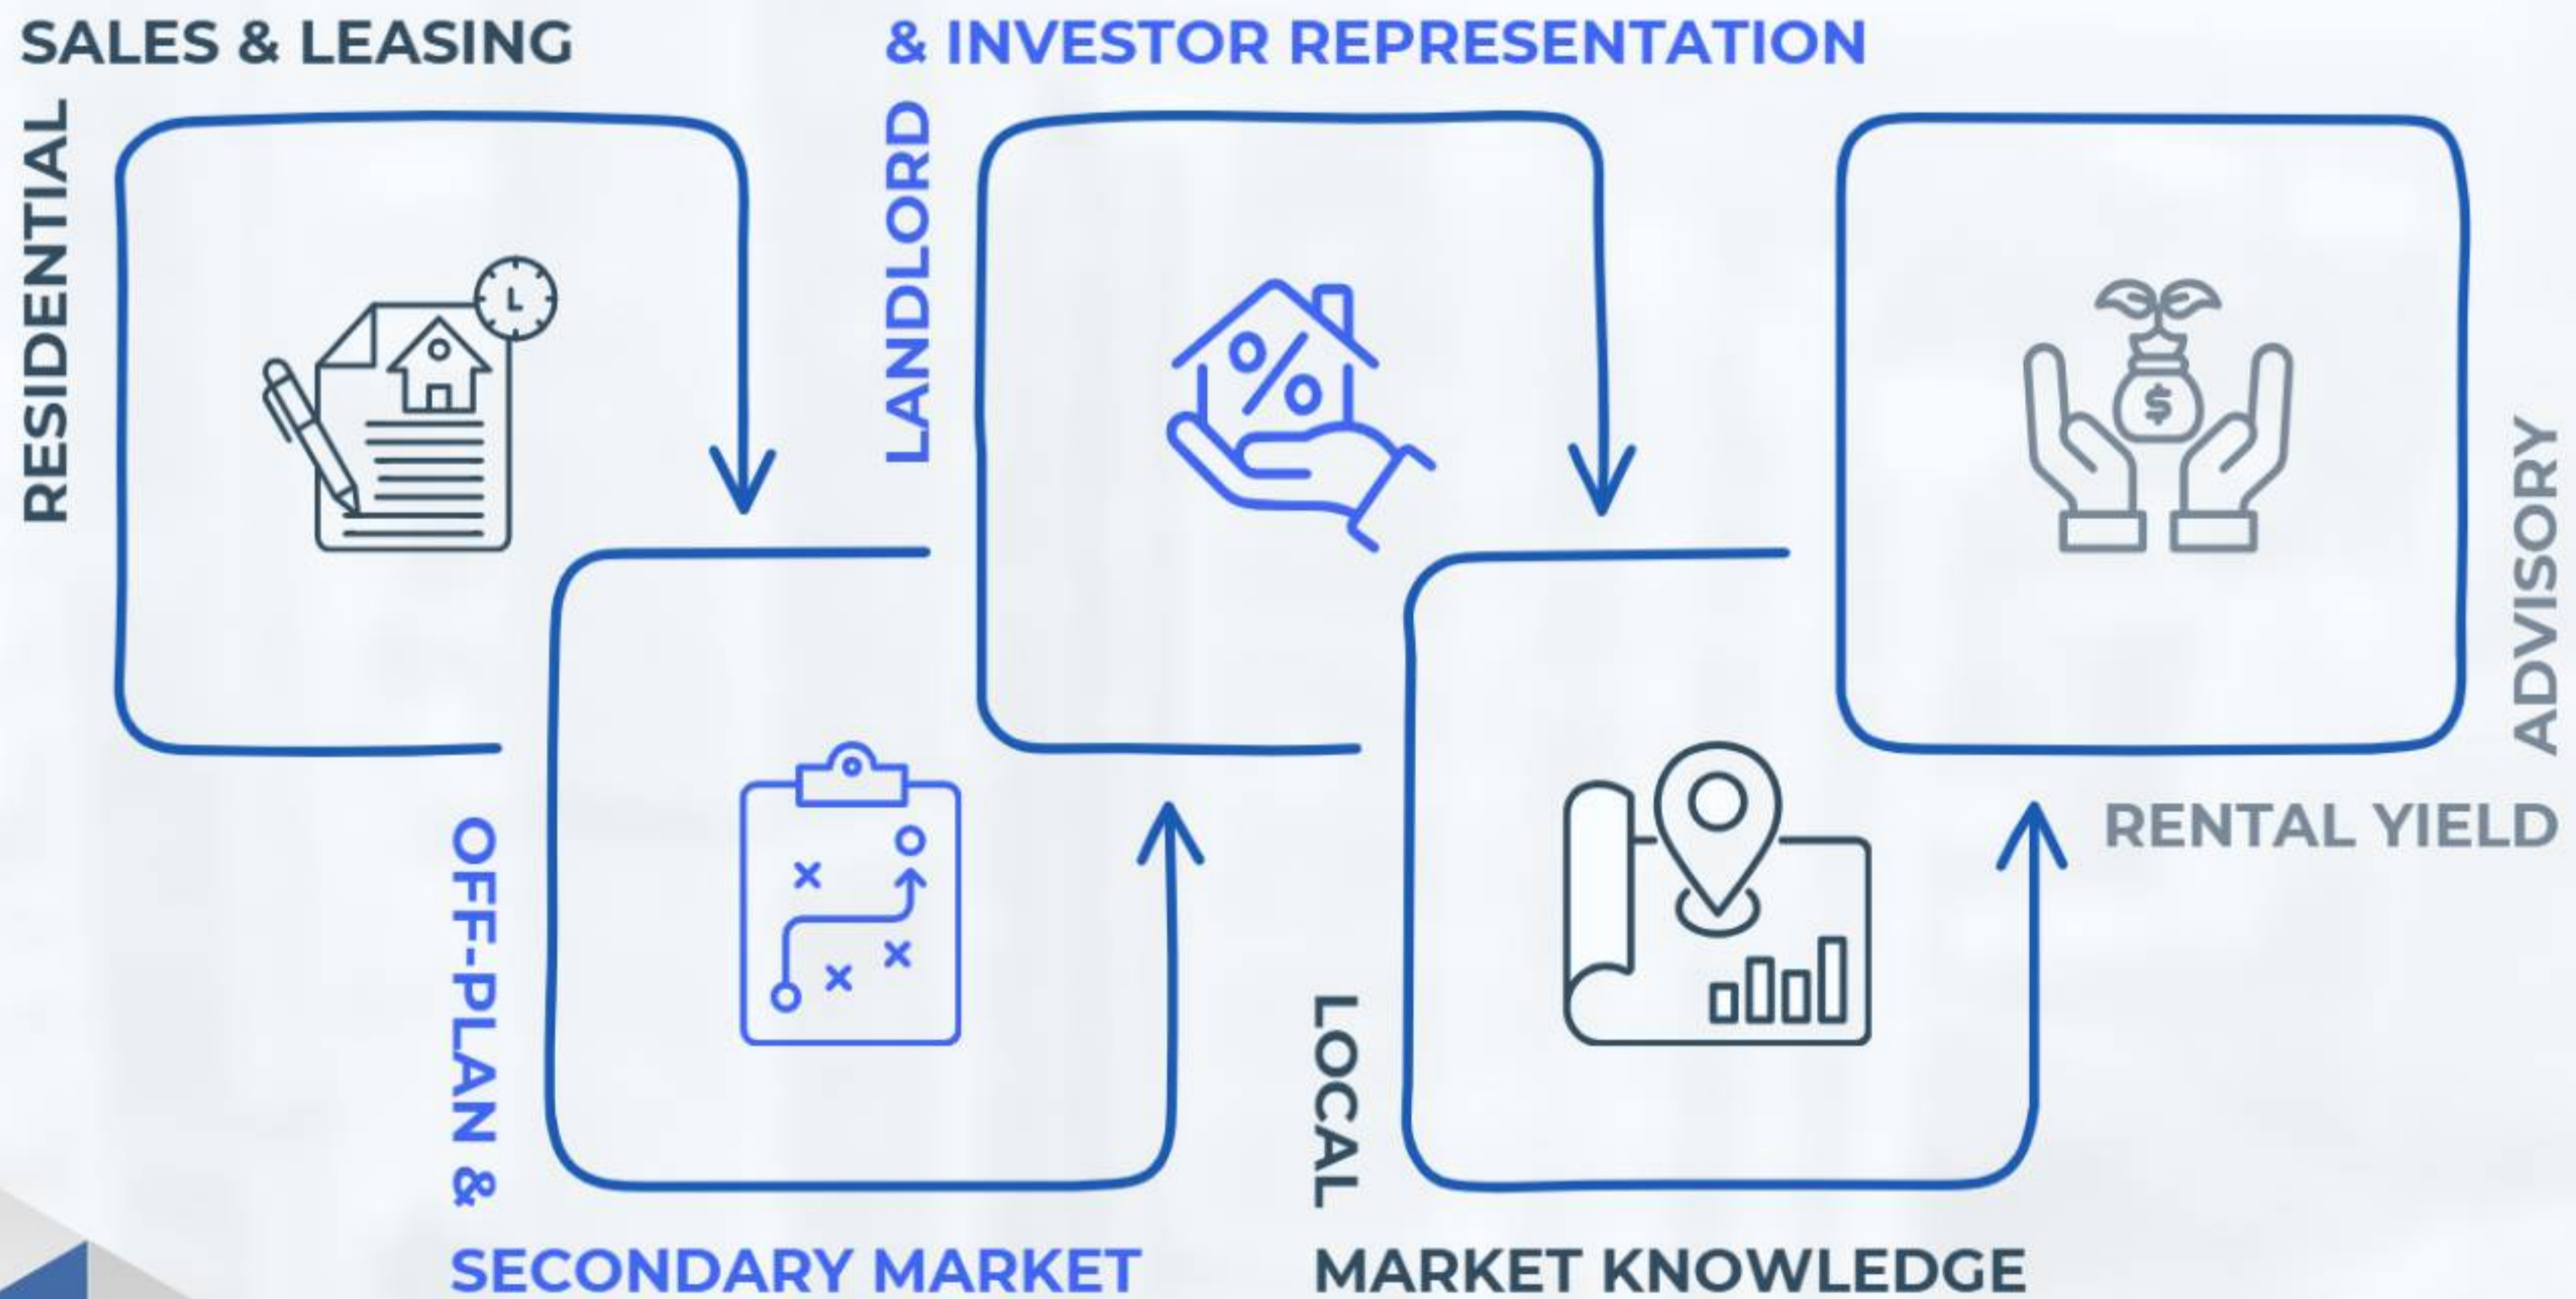 RESIDENTIAL
SALES & LEASING
OFF-PLAN &
SECONDARY MARKET
LANDLORD
& INVESTOR REPRESENTATION
LOCAL
MARKET KNOWLEDGE
RENTAL YIELD
ADVISORY
$